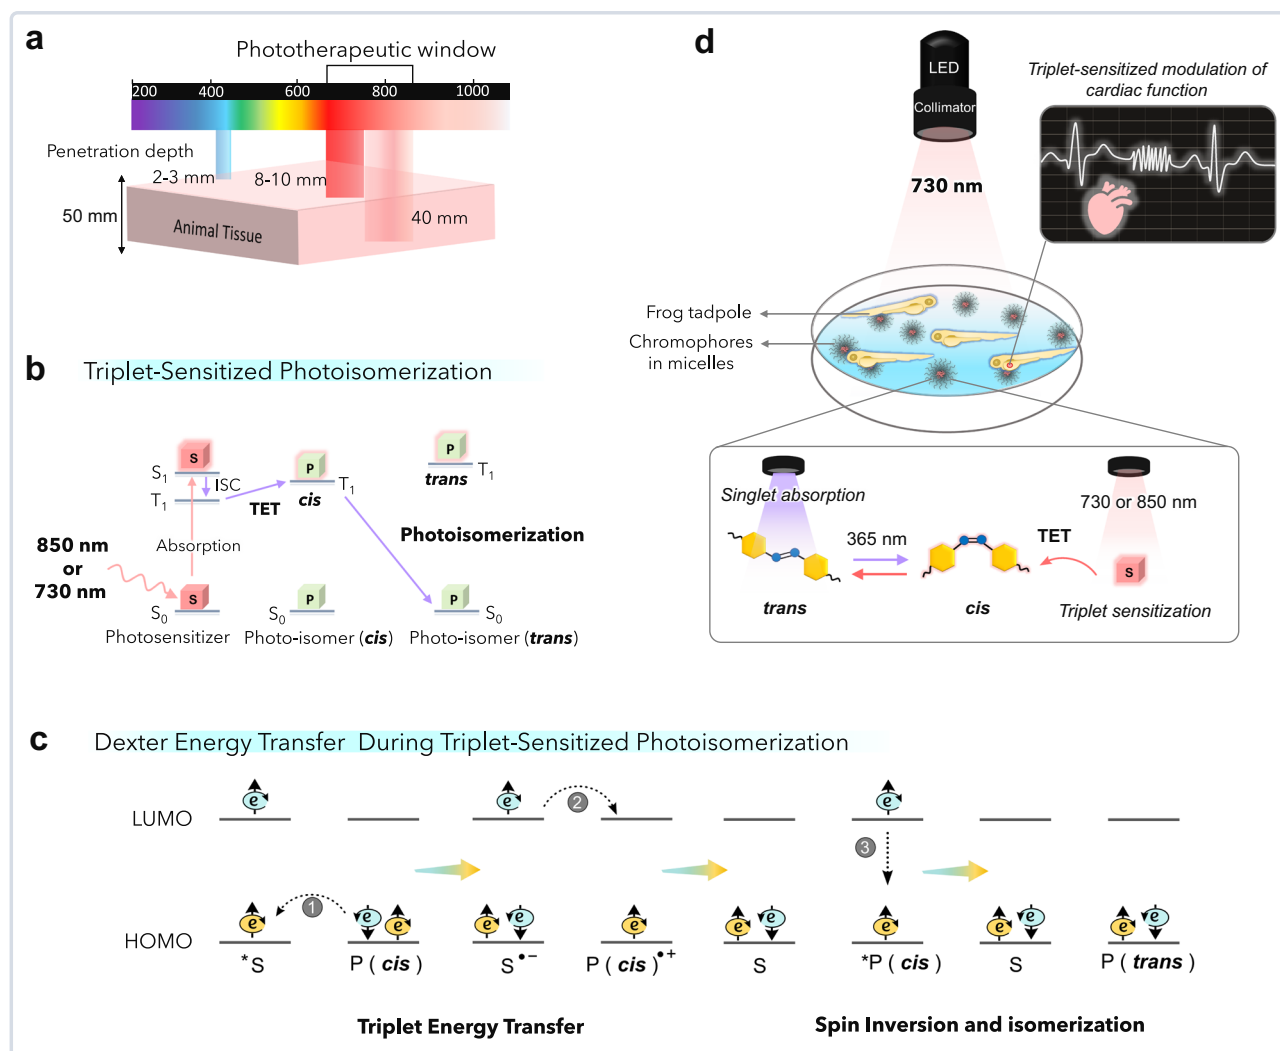 a
Phototherapeutic window
200 400 600 800 1000
Penetration depth
2-3 mm
8-10 mm
50 mm
40 mm
Animal Tissue
b Triplet-Sensitized Photoisomerization
S
S₁
ISC
T₁
TET
P
cis
T₁
P
trans
T₁
Photoisomerization
850 nm
or
730 nm
Absorption
S
S₀
Photosensitizer
P
S₀
Photo-isomer (cis)
P
S₀
Photo-isomer (trans)
d
LED
Collimator
730 nm
Triplet-sensitized modulation of
cardiac function
Frog tadpole
Chromophores
in micelles
Singlet absorption
365 nm
trans
cis
TET
730 or 850 nm
S
Triplet sensitization
c Dexter Energy Transfer During Triplet-Sensitized Photoisomerization
LUMO
e e e
2
3
1
HOMO
e e e e e e e e e e e e e
*S P (cis) S•− P (cis)•+ S *P (cis) S P (trans)
Triplet Energy Transfer
Spin Inversion and isomerization